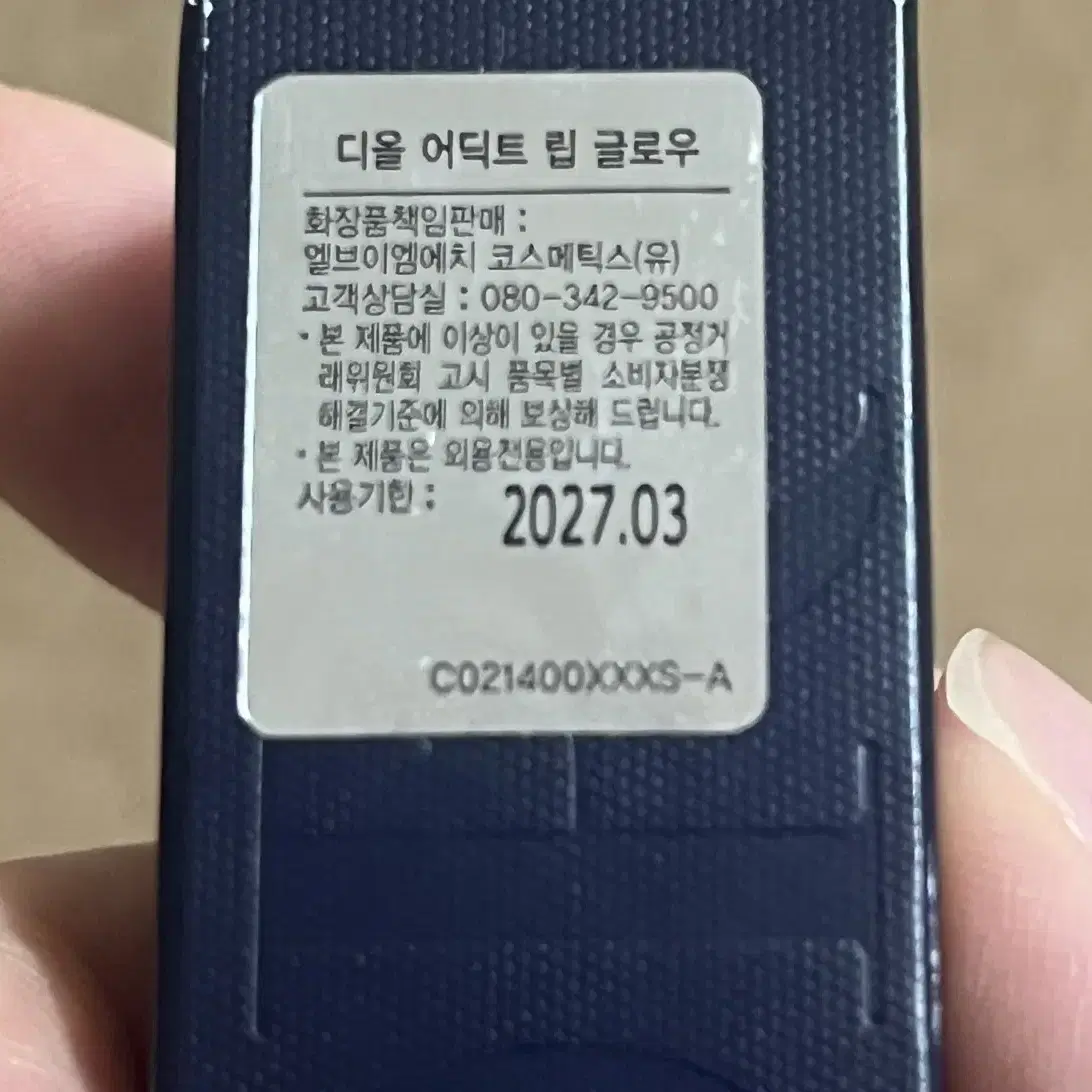 디올 어딕트 립 글로우
화장품책임판매 :
엘브이엠에치 코스메틱스(유)
고객상담실 : 080-342-9500
· 본 제품에 이상이 있을 경우 공정거
래위원회 고시 품목별 소비자분쟁
해결기준에 의해 보상해 드립니다.
· 본 제품은 외용전용입니다.
사용기한 : 2027.03
C021400XXXS-A